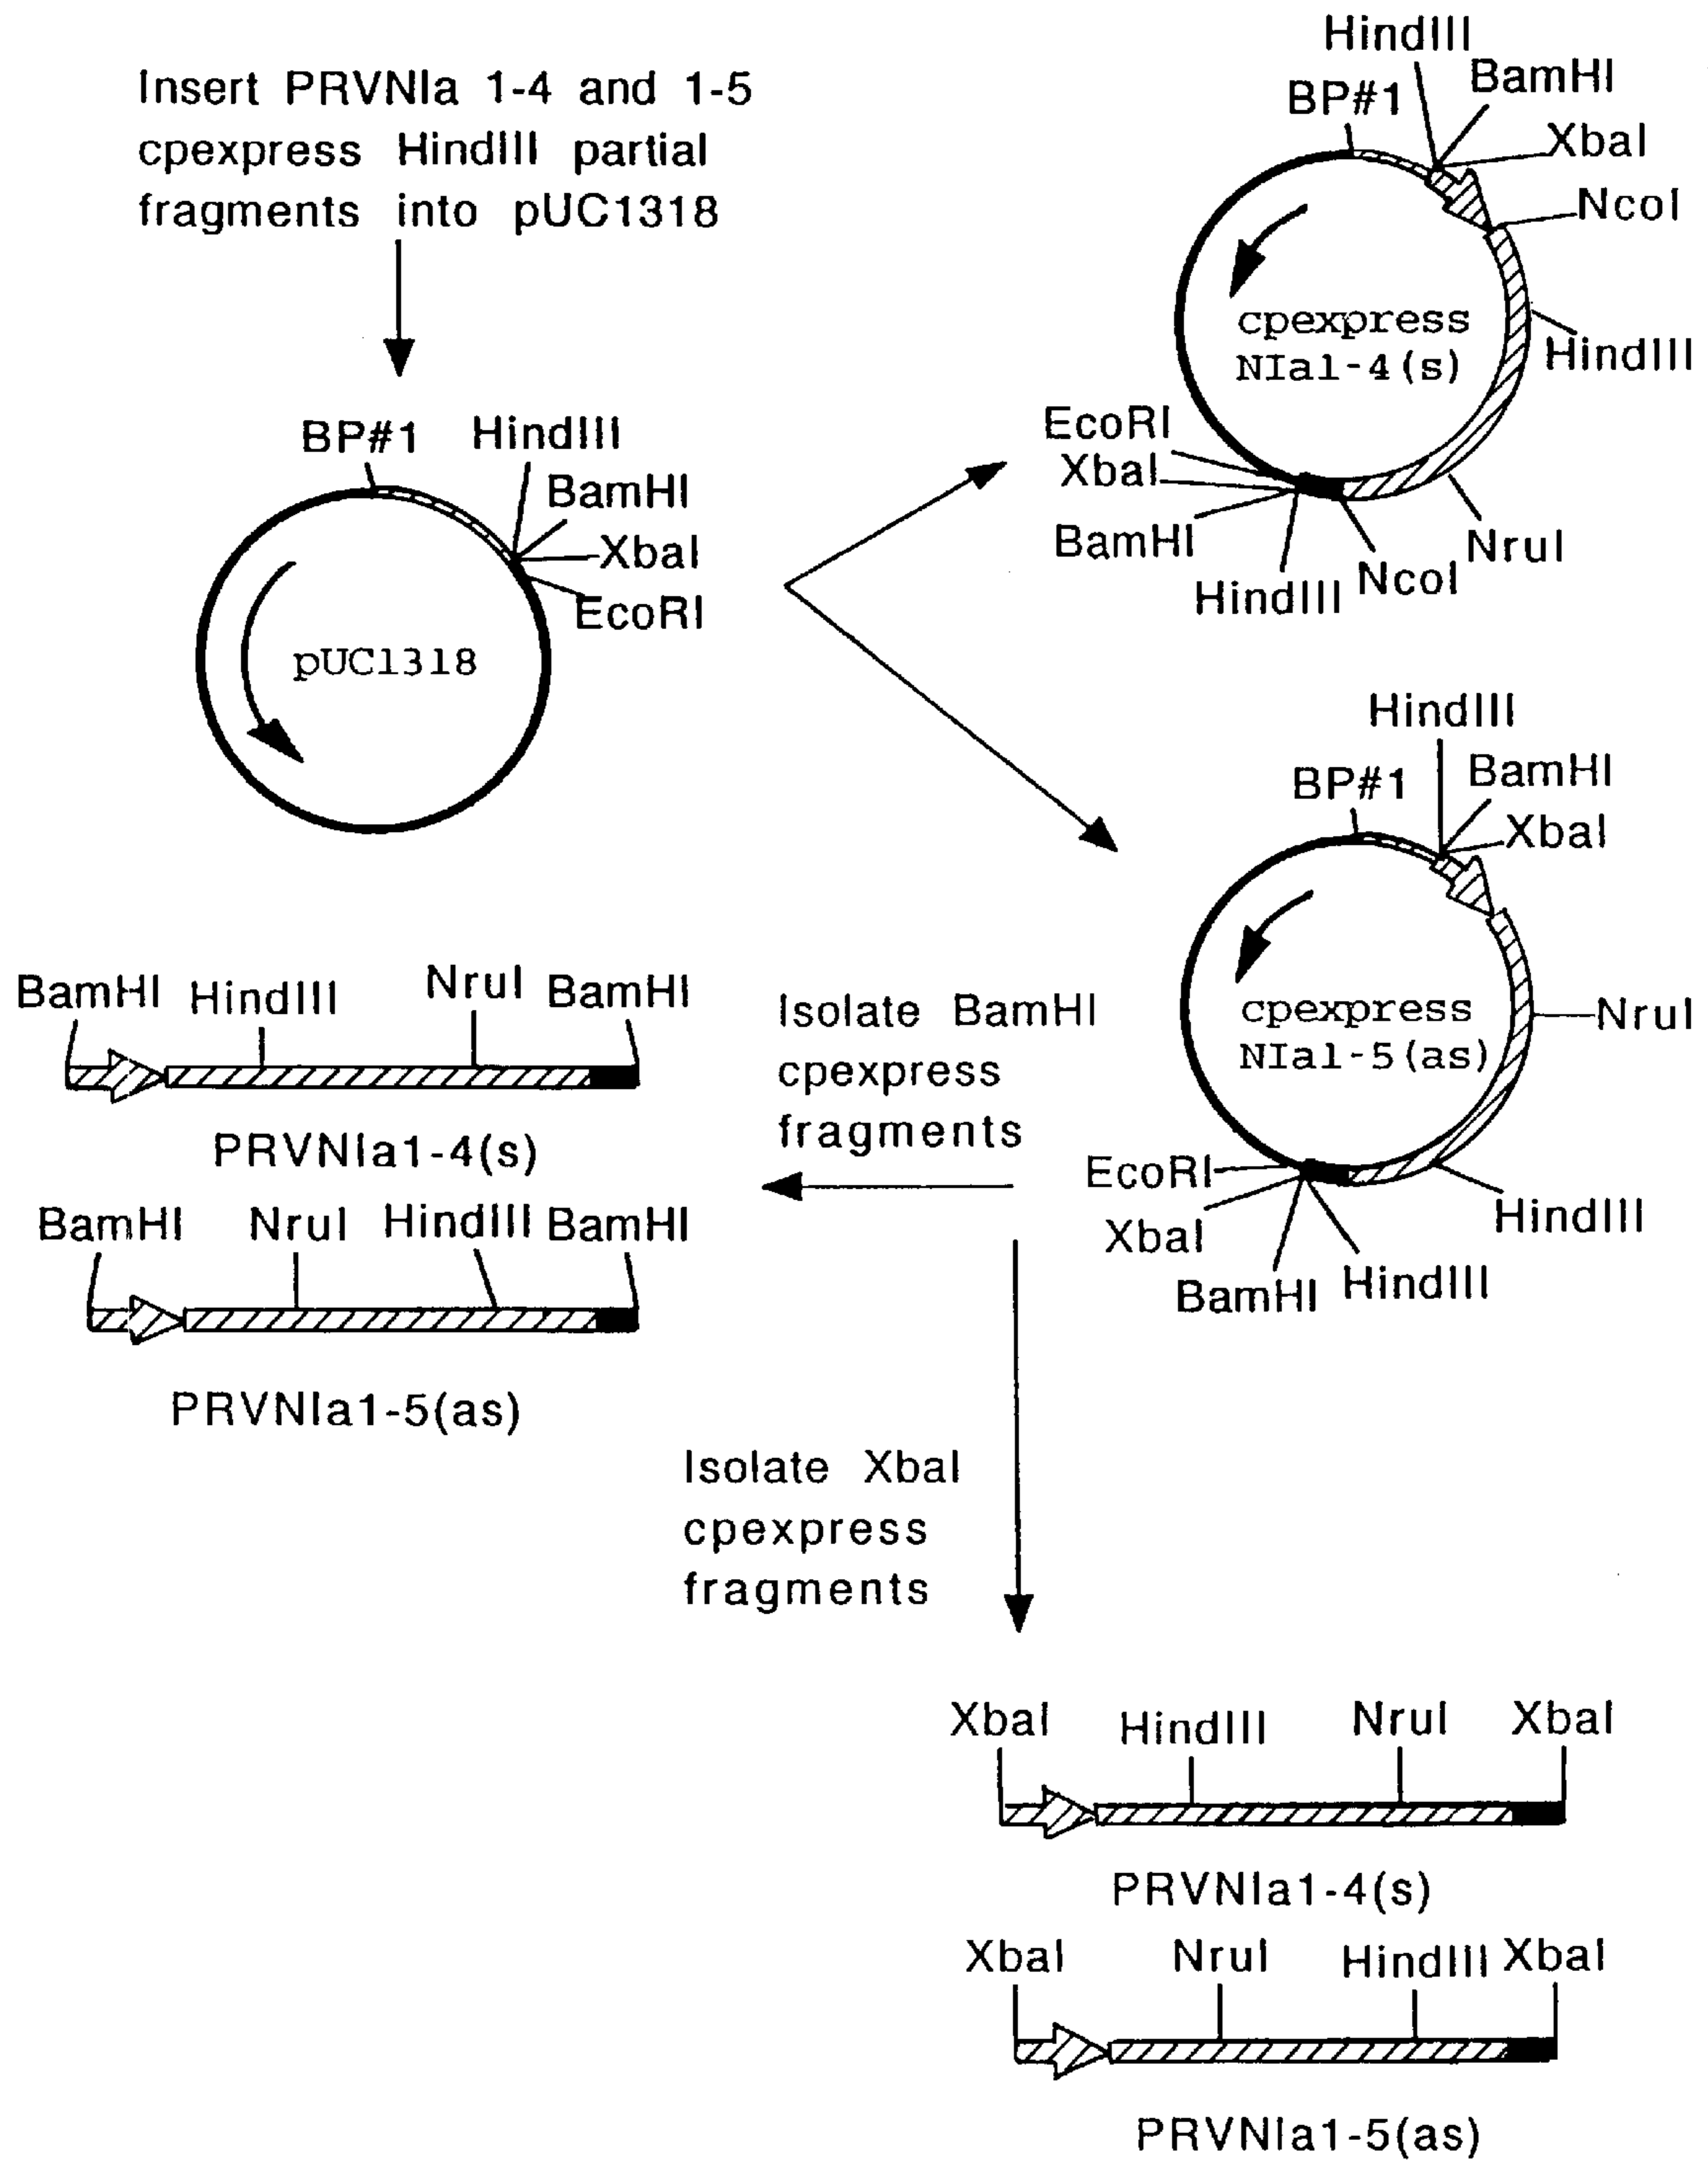 Insert PRVNIa 1-4 and 1-5
cpexpress HindIII partial
fragments into pUC1318
BP#1
HindIII
BamHI
XbaI
EcoRI
pUC1318
HindIII
BamHI
BP#1
XbaI
NcoI
cpexpress
NIa1-4(s)
HindIII
EcoRI
XbaI
BamHI
HindIII
NcoI
NruI
HindIII
BamHI
BP#1
XbaI
cpexpress
NIa1-5(as)
NruI
EcoRI
XbaI
BamHI
HindIII
HindIII
Isolate BamHI
cpexpress
fragments
BamHI HindIII NruI BamHI
PRVNIa1-4(s)
BamHI NruI HindIII BamHI
PRVNIa1-5(as)
Isolate XbaI
cpexpress
fragments
XbaI HindIII NruI XbaI
PRVNIa1-4(s)
XbaI NruI HindIII XbaI
PRVNIa1-5(as)